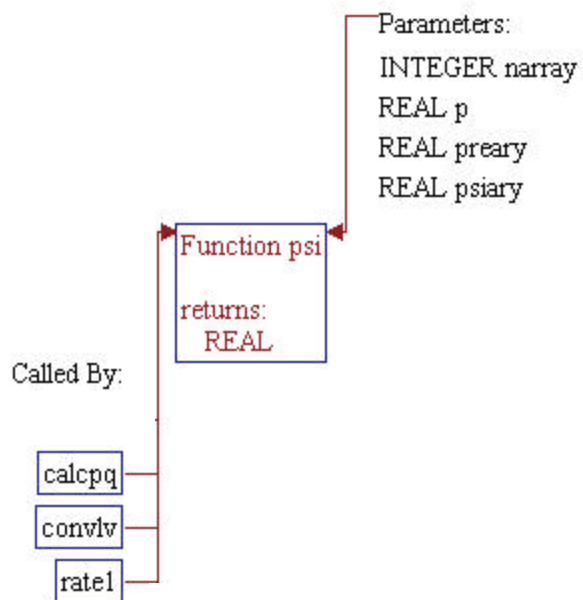 Parameters:
INTEGER narray
REAL p
REAL preary
REAL psiary
Function psi
returns:
REAL
Called By:
calcpq
convlv
rate1